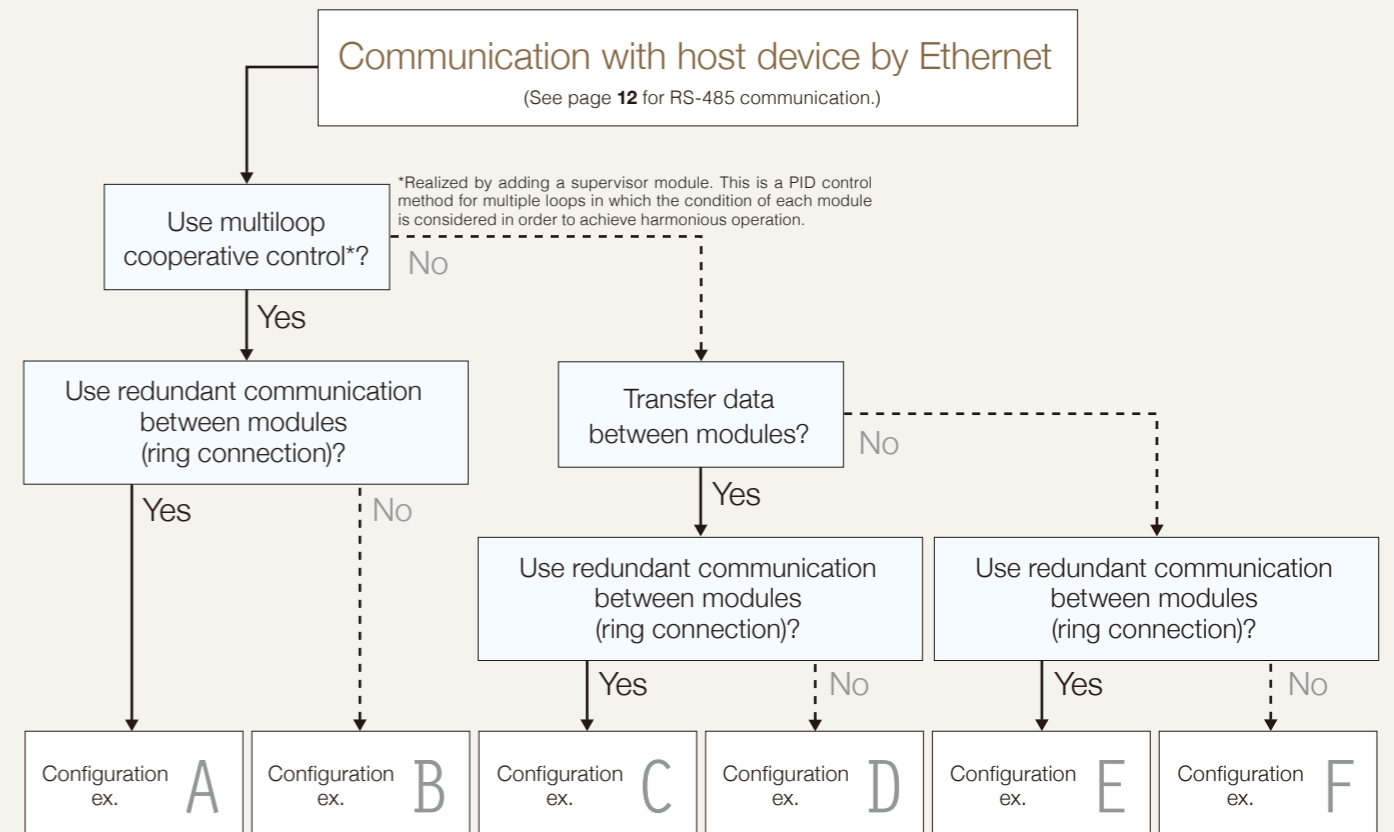 Communication with host device by Ethernet
(See page 12 for RS-485 communication.)
*Realized by adding a supervisor module. This is a PID control
method for multiple loops in which the condition of each module
is considered in order to achieve harmonious operation.
Use multiloop
cooperative control*?
No
Yes
Use redundant communication
between modules
(ring connection)?
Transfer data
between modules?
No
Yes
No
Yes
Use redundant communication
between modules
(ring connection)?
Use redundant communication
between modules
(ring connection)?
Yes
No
Yes
No
Configuration
ex.
A
Configuration
ex.
B
Configuration
ex.
C
Configuration
ex.
D
Configuration
ex.
E
Configuration
ex.
F